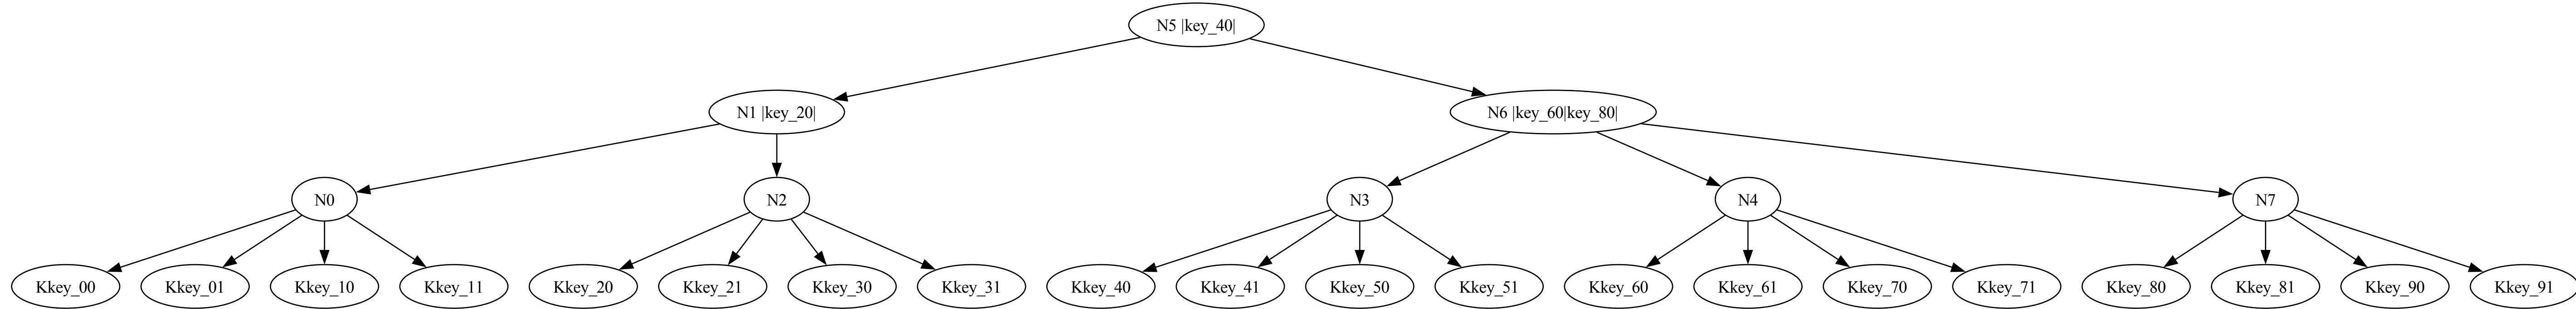 N5 |key_40|
N1 |key_20|
N6 |key_60|key_80|
N0
N2
N3
N4
N7
Kkey_00
Kkey_01
Kkey_10
Kkey_11
Kkey_20
Kkey_21
Kkey_30
Kkey_31
Kkey_40
Kkey_41
Kkey_50
Kkey_51
Kkey_60
Kkey_61
Kkey_70
Kkey_71
Kkey_80
Kkey_81
Kkey_90
Kkey_91